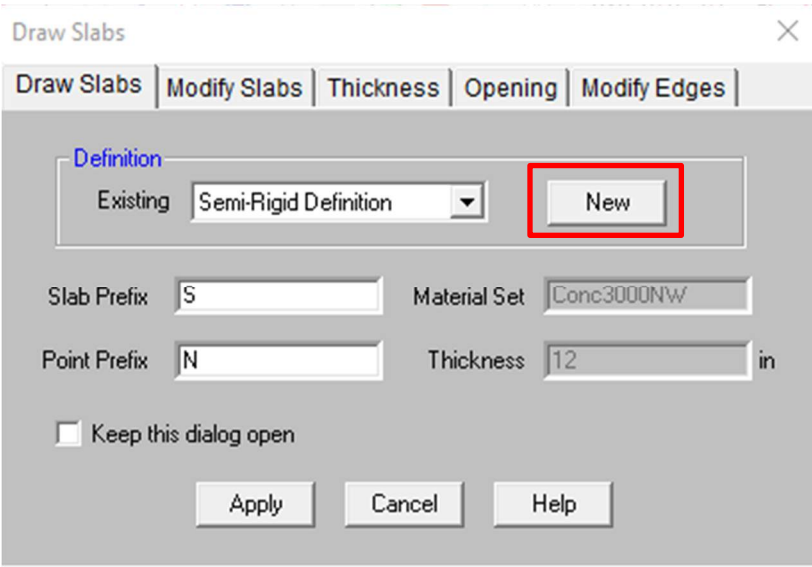 Draw Slabs
Draw Slabs Modify Slabs Thickness Opening Modify Edges
Definition
Existing Semi-Rigid Definition New
Slab Prefix S Material Set Conc3000NW
Point Prefix N Thickness 12 in
Keep this dialog open
Apply Cancel Help